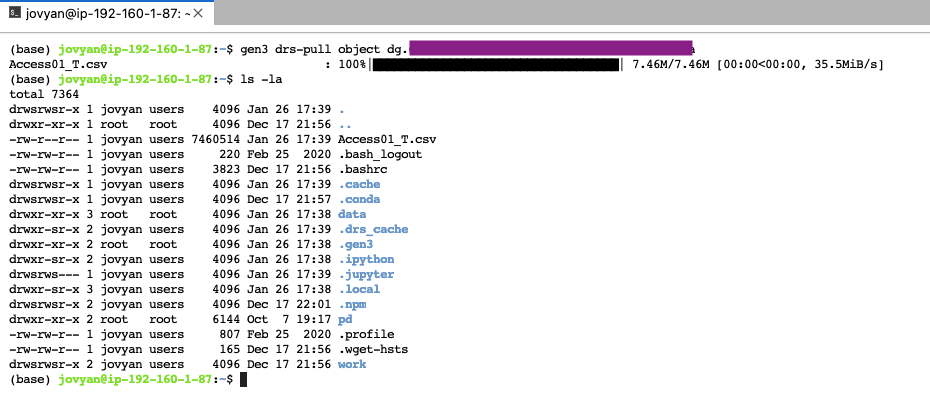 jovyan@ip-192-160-1-87: ~ ×
(base) jovyan@ip-192-160-1-87:~$ gen3 drs-pull object dg.
Access01_T.csv : 100%| | 7.46M/7.46M [00:00<00:00, 35.5MiB/s]
(base) jovyan@ip-192-160-1-87:~$ ls -la
total 7364
drwsrwsr-x 1 jovyan users 4096 Jan 26 17:39 .
drwxr-xr-x 1 root root 4096 Dec 17 21:56 ..
-rw-r--r-- 1 jovyan users 7460514 Jan 26 17:39 Access01_T.csv
-rw-rw-r-- 1 jovyan users 220 Feb 25 2020 .bash_logout
-rw-rw-r-- 1 jovyan users 3823 Dec 17 21:56 .bashrc
drwsrwsr-x 1 jovyan users 4096 Jan 26 17:39 .cache
drwsrwsr-x 1 jovyan users 4096 Dec 17 21:57 .conda
drwxr-xr-x 3 root root 4096 Jan 26 17:38 data
drwxr-sr-x 2 jovyan users 4096 Jan 26 17:39 .drs_cache
drwxr-xr-x 2 root root 4096 Jan 26 17:38 .gen3
drwxr-sr-x 2 jovyan users 4096 Jan 26 17:38 .ipython
drwsrws--- 1 jovyan users 4096 Jan 26 17:39 .jupyter
drwxr-sr-x 3 jovyan users 4096 Jan 26 17:38 .local
drwsrwsr-x 2 jovyan users 4096 Dec 17 22:01 .npm
drwxr-xr-x 2 root root 6144 Oct 7 19:17 pd
-rw-rw-r-- 1 jovyan users 807 Feb 25 2020 .profile
-rw-rw-r-- 1 jovyan users 165 Dec 17 21:56 .wget-hsts
drwsrwsr-x 2 jovyan users 4096 Dec 17 21:56 work
(base) jovyan@ip-192-160-1-87:~$